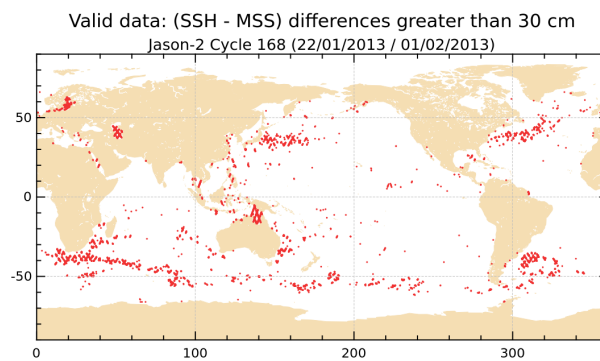 Valid data: (SSH - MSS) differences greater than 30 cm
Jason-2 Cycle 168 (22/01/2013 / 01/02/2013)
50
0
-50
0 100 200 300